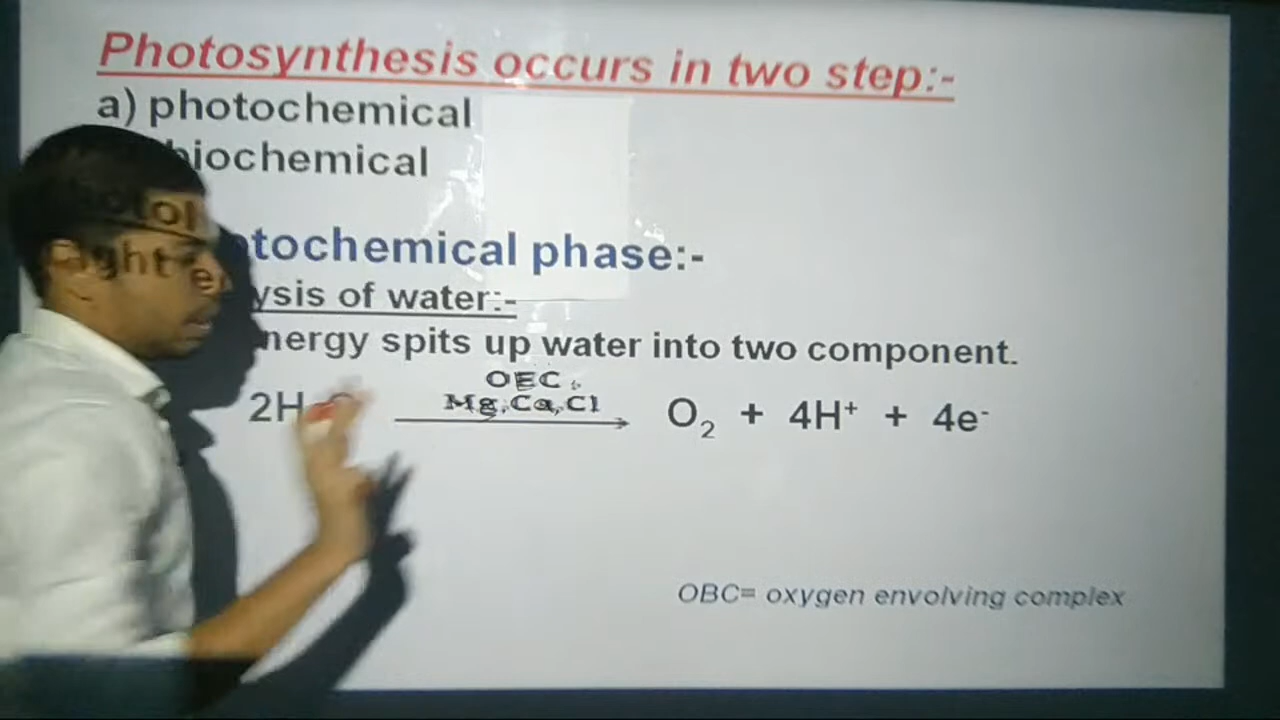 Photosynthesis occurs in two step:-
a) photochemical
biochemical
tochemical phase:-
ysis of water:-
nergy spits up water into two component.
OEC,
Mg,Ca,Cl
2H O₂ + 4H⁺ + 4e⁻
OBC= oxygen envolving complex